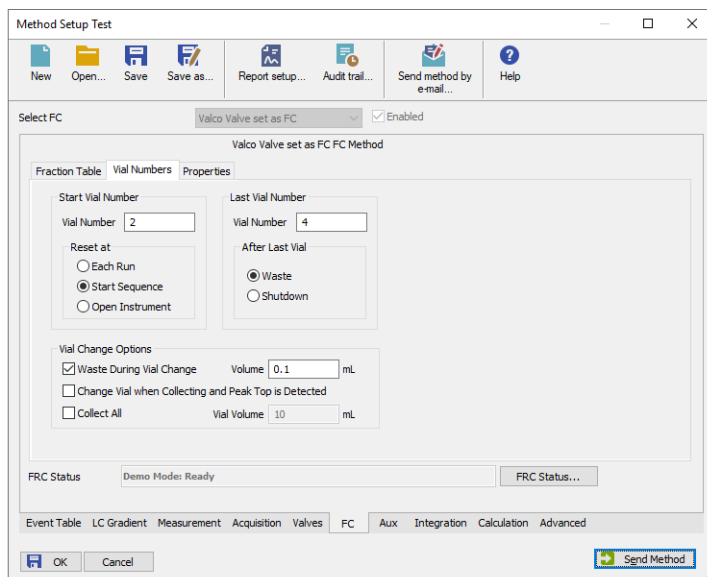 Method Setup Test
New Open... Save Save as... Report setup... Audit trail... Send method by
e-mail... Help
Select FC Valco Valve set as FC Enabled
Valco Valve set as FC FC Method
Fraction Table Vial Numbers Properties
Start Vial Number Last Vial Number
Vial Number 2 Vial Number 4
Reset at After Last Vial
Each Run
Waste
Start Sequence
Shutdown
Open Instrument
Vial Change Options
Waste During Vial Change Volume 0.1 mL
Change Vial when Collecting and Peak Top is Detected
Collect All Vial Volume 10 mL
FRC Status Demo Mode: Ready FRC Status...
Event Table LC Gradient Measurement Acquisition Valves FC Aux Integration Calculation Advanced
OK Cancel Send Method